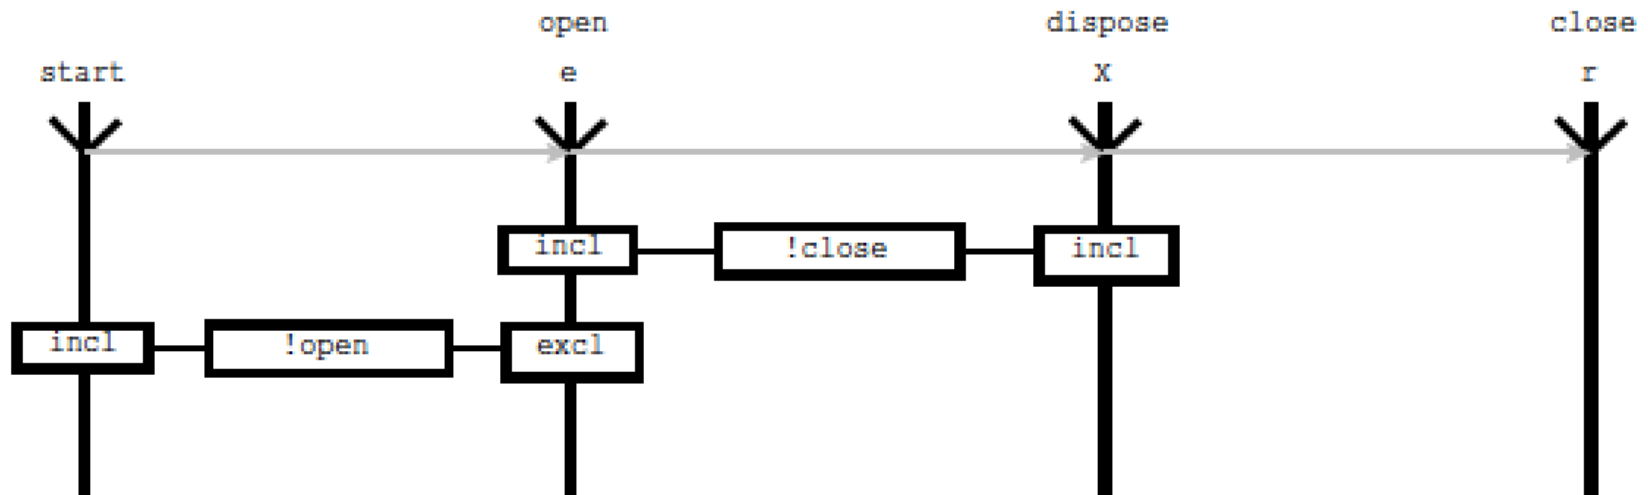 open dispose close
start e X r
incl !close incl
incl !open excl